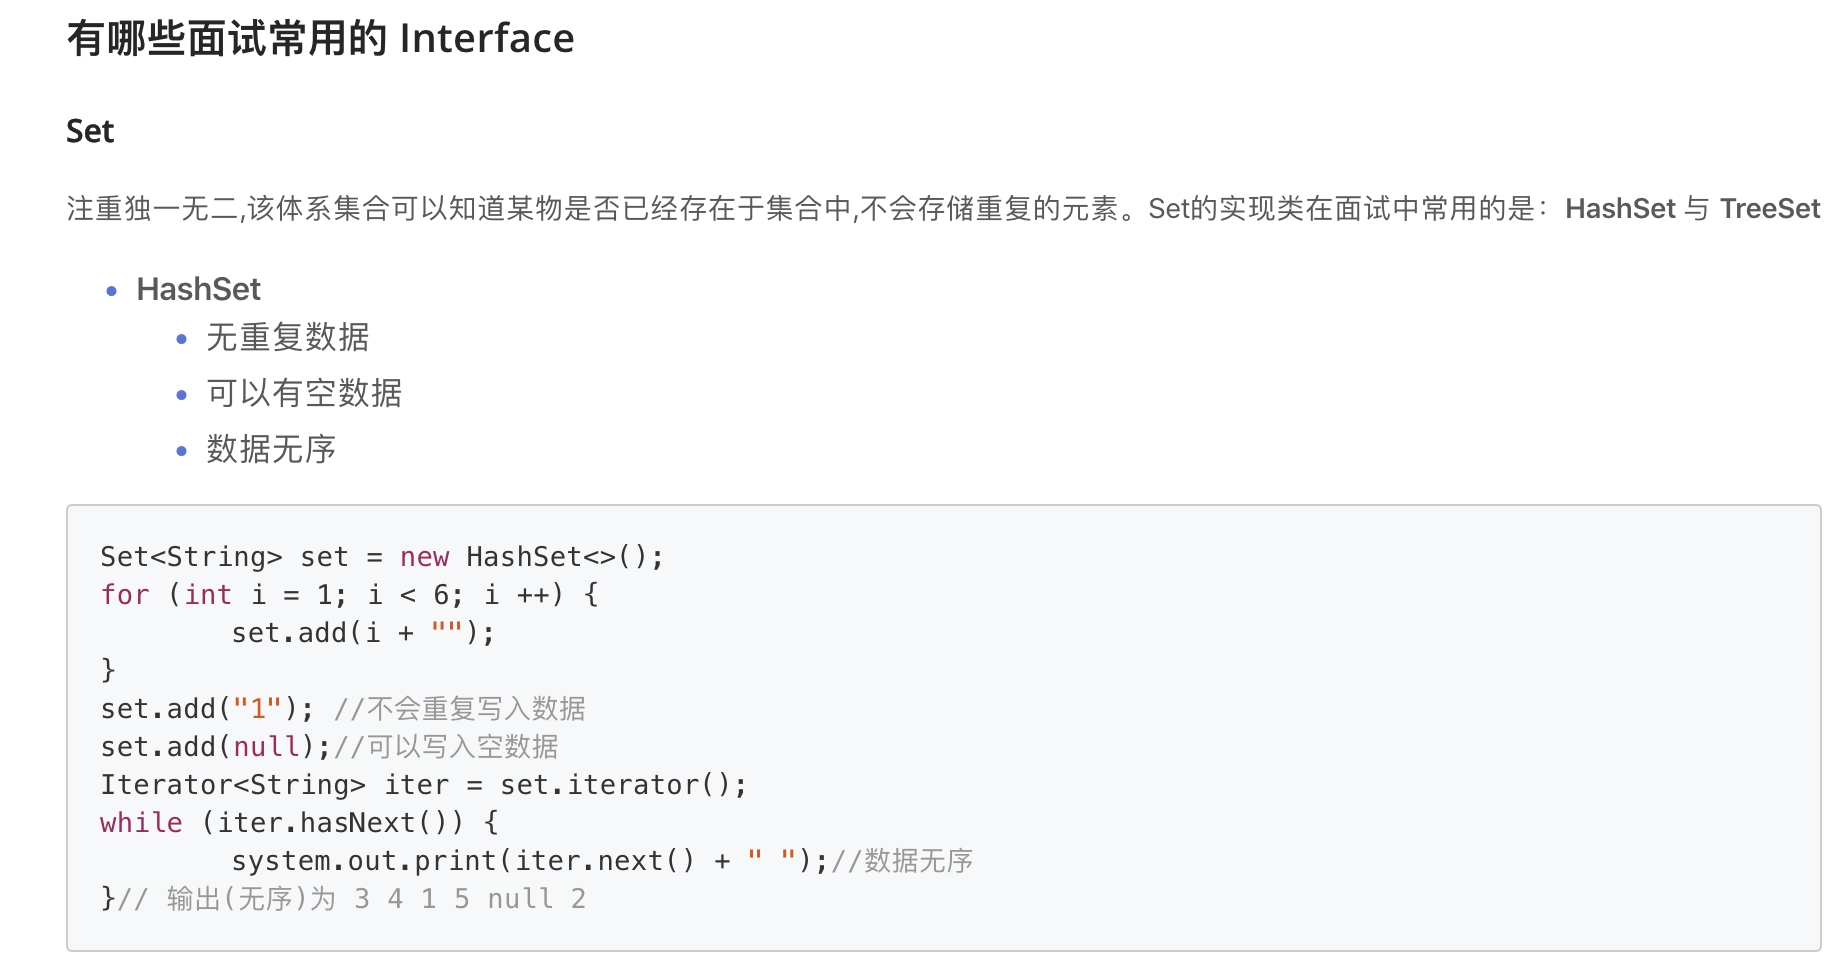 有哪些面试常用的 Interface
Set
注重独一无二,该体系集合可以知道某物是否已经存在于集合中,不会存储重复的元素。Set的实现类在面试中常用的是：HashSet 与 TreeSet
HashSet
无重复数据
可以有空数据
数据无序
Set<String> set = new HashSet<>();
for (int i = 1; i < 6; i ++) {
        set.add(i + "");
}
set.add("1"); //不会重复写入数据
set.add(null);//可以写入空数据
Iterator<String> iter = set.iterator();
while (iter.hasNext()) {
        system.out.print(iter.next() + " ");//数据无序
}// 输出(无序)为 3 4 1 5 null 2